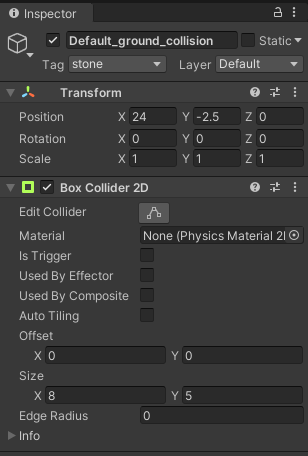 Inspector
Default_ground_collision Static
Tag stone Layer Default
Transform
Position X 24 Y -2.5 Z 0
Rotation X 0 Y 0 Z 0
Scale X 1 Y 1 Z 1
Box Collider 2D
Edit Collider
Material None (Physics Material 2
Is Trigger
Used By Effector
Used By Composite
Auto Tiling
Offset
X 0 Y 0
Size
X 8 Y 5
Edge Radius 0
Info